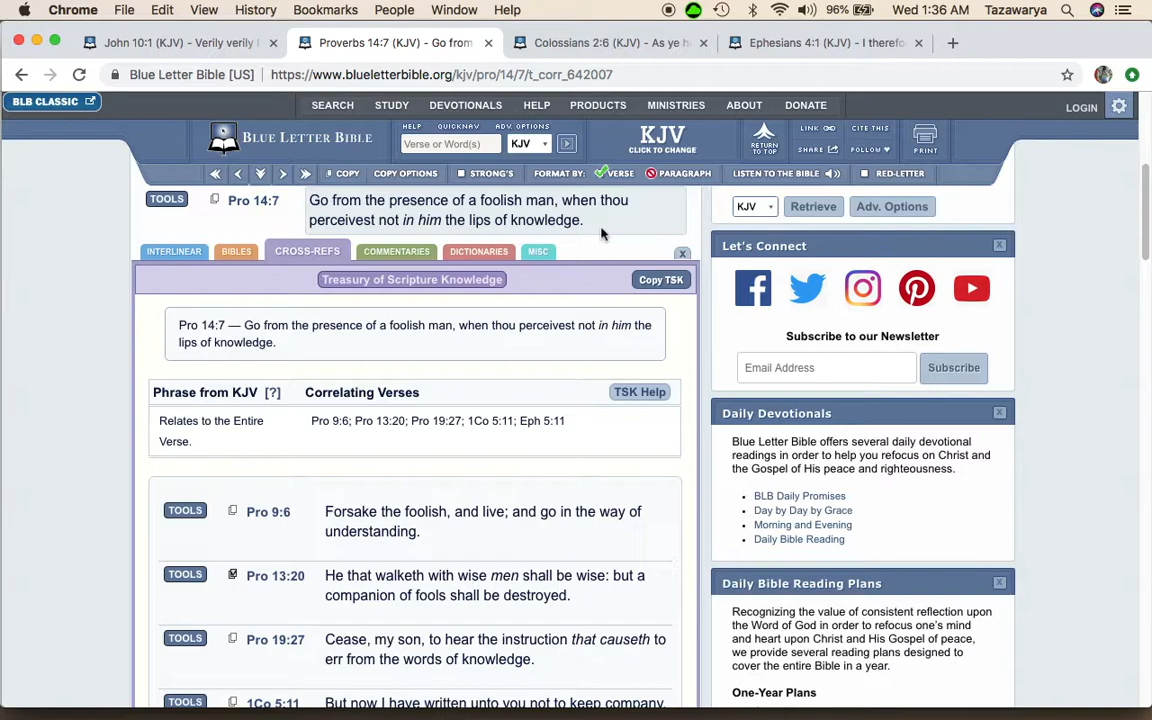 Chrome File Edit View History Bookmarks People Window Help 96% Wed 1:36 AM Tazawarya
John 10:1 (KJV) - Verily verily I
Proverbs 14:7 (KJV) - Go from
Colossians 2:6 (KJV) - As ye h
Ephesians 4:1 (KJV) - I therefo
Blue Letter Bible [US] https://www.blueletterbible.org/kjv/pro/14/7/t_corr_642007
BLB CLASSIC
SEARCH STUDY DEVOTIONALS HELP PRODUCTS MINISTRIES ABOUT DONATE LOGIN
BLUE LETTER BIBLE
HELP QUICKNAV ADV. OPTIONS
Verse or Word(s) KJV
KJV
CLICK TO CHANGE
RETURN
TO TOP
LINK CITE THIS
SHARE FOLLOW
PRINT
COPY COPY OPTIONS STRONG'S FORMAT BY: VERSE PARAGRAPH LISTEN TO THE BIBLE RED-LETTER
TOOLS Pro 14:7 Go from the presence of a foolish man, when thou
perceivest not in him the lips of knowledge.
INTERLINEAR BIBLES CROSS-REFS COMMENTARIES DICTIONARIES MISC X
Treasury of Scripture Knowledge Copy TSK
Pro 14:7 — Go from the presence of a foolish man, when thou perceivest not in him the
lips of knowledge.
Phrase from KJV [?] Correlating Verses TSK Help
Relates to the Entire
Verse.
Pro 9:6; Pro 13:20; Pro 19:27; 1Co 5:11; Eph 5:11
TOOLS Pro 9:6 Forsake the foolish, and live; and go in the way of
understanding.
TOOLS Pro 13:20 He that walketh with wise men shall be wise: but a
companion of fools shall be destroyed.
TOOLS Pro 19:27 Cease, my son, to hear the instruction that causeth to
err from the words of knowledge.
TOOLS 1Co 5:11 But now I have written unto you not to keep company,
KJV Retrieve Adv. Options
Let's Connect X
Subscribe to our Newsletter
Email Address Subscribe
Daily Devotionals X
Blue Letter Bible offers several daily devotional
readings in order to help you refocus on Christ and
the Gospel of His peace and righteousness.
BLB Daily Promises
Day by Day by Grace
Morning and Evening
Daily Bible Reading
Daily Bible Reading Plans X
Recognizing the value of consistent reflection upon
the Word of God in order to refocus one's mind
and heart upon Christ and His Gospel of peace,
we provide several reading plans designed to
cover the entire Bible in a year.
One-Year Plans